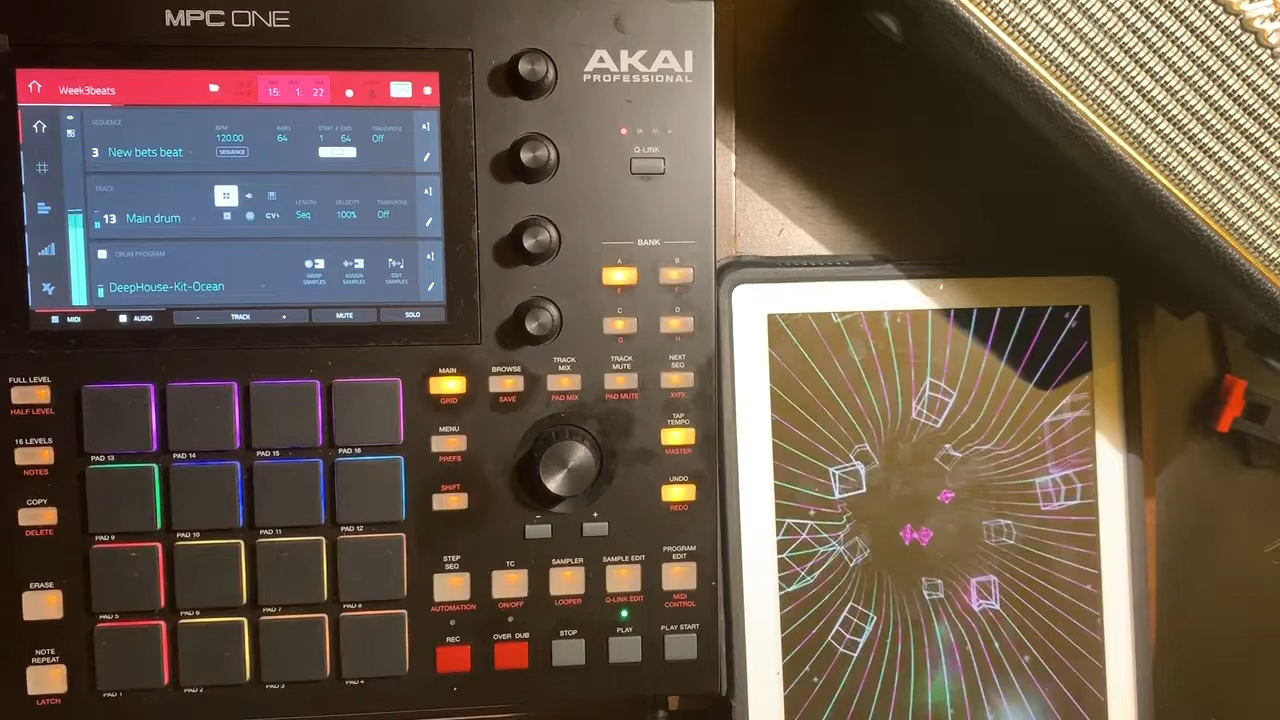 MPC ONE
AKAI
PROFESSIONAL
Week3beats
15: 1: 27
SEQUENCE
BPM
BARS
START / END
TRANSPOSE
3 New bets beat
120.00
64
1 64
Off
SEQUENCE
TRACK
LENGTH
VELOCITY
TRANSPOSE
13 Main drum
CV+
Seq
100%
Off
DRUM PROGRAM
WARP SAMPLES
ASSIGN SAMPLES
EDIT SAMPLES
DeepHouse-Kit-Ocean
MIDI
AUDIO
- TRACK +
MUTE
SOLO
Q-LINK
BANK
A
B
E
F
C
D
G
H
MAIN
GRID
BROWSE
SAVE
TRACK MIX
PAD MIX
TRACK MUTE
PAD MUTE
NEXT SEQ
XYFX
MENU
PREFS
TAP TEMPO
MASTER
SHIFT
UNDO
REDO
- +
FULL LEVEL
HALF LEVEL
16 LEVELS
NOTES
COPY
DELETE
ERASE
NOTE REPEAT
LATCH
PAD 13
PAD 14
PAD 15
PAD 16
PAD 9
PAD 10
PAD 11
PAD 12
PAD 5
PAD 6
PAD 7
PAD 8
PAD 1
PAD 2
PAD 3
PAD 4
STEP SEQ
AUTOMATION
TC
ON/OFF
SAMPLER
LOOPER
SAMPLE EDIT
Q-LINK EDIT
PROGRAM EDIT
MIDI CONTROL
REC
OVER DUB
STOP
PLAY
PLAY START